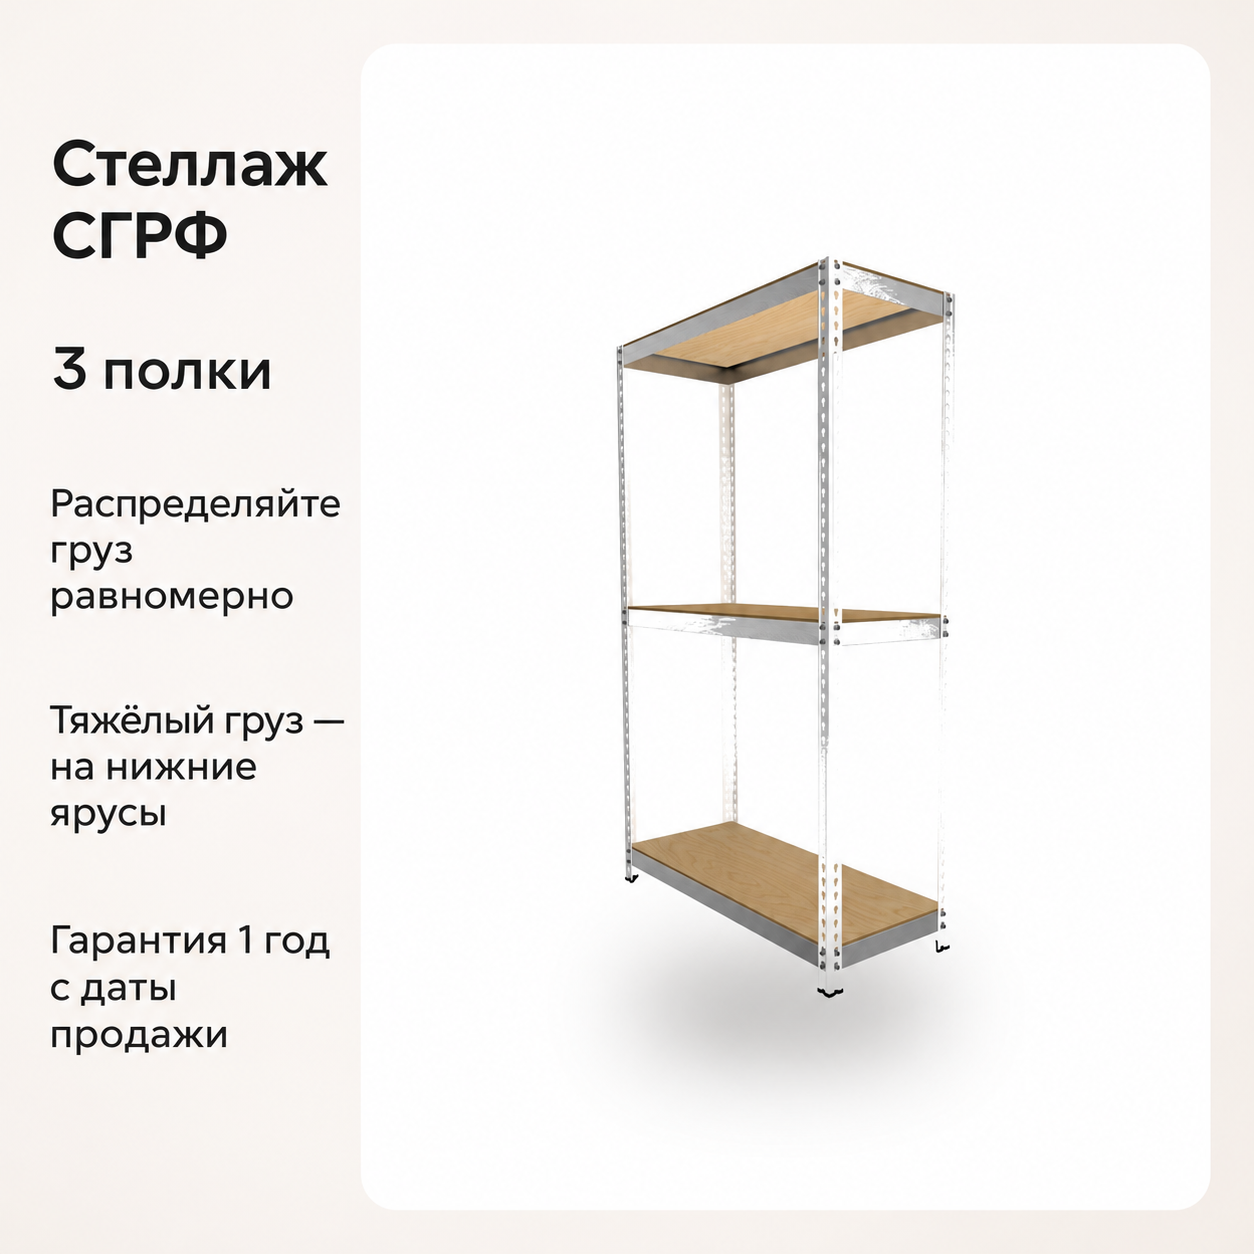 Стеллаж
СГРФ
3 полки
Распределяйте
груз
равномерно
Тяжёлый груз —
на нижние
ярусы
Гарантия 1 год
с даты
продажи